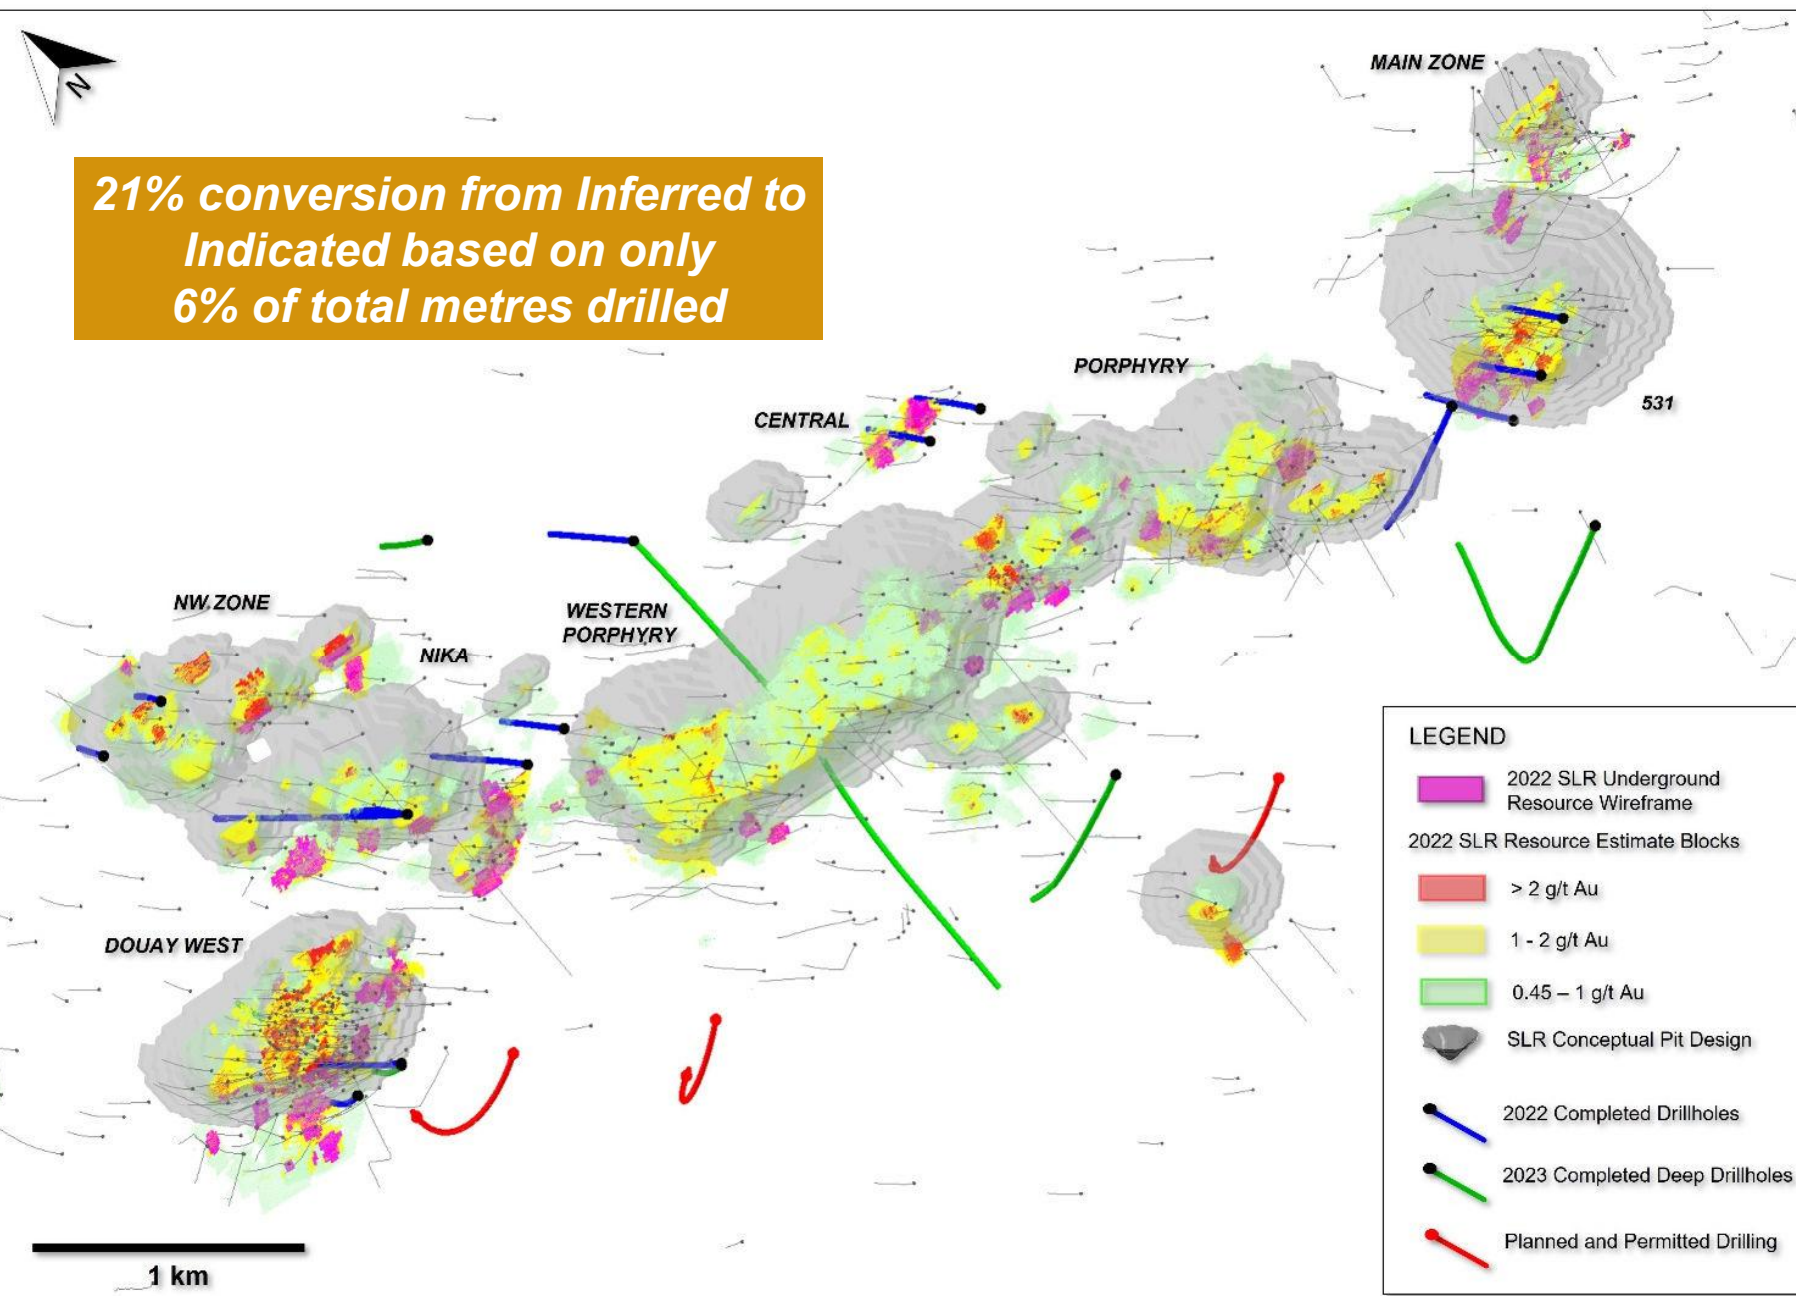 N
MAIN ZONE
21% conversion from Inferred to
Indicated based on only
6% of total metres drilled
PORPHYRY
531
CENTRAL
NW ZONE
WESTERN
PORPHYRY
NIKA
DOUAY WEST
LEGEND
2022 SLR Underground
Resource Wireframe
2022 SLR Resource Estimate Blocks
> 2 g/t Au
1 - 2 g/t Au
0.45 – 1 g/t Au
SLR Conceptual Pit Design
2022 Completed Drillholes
2023 Completed Deep Drillholes
Planned and Permitted Drilling
1 km